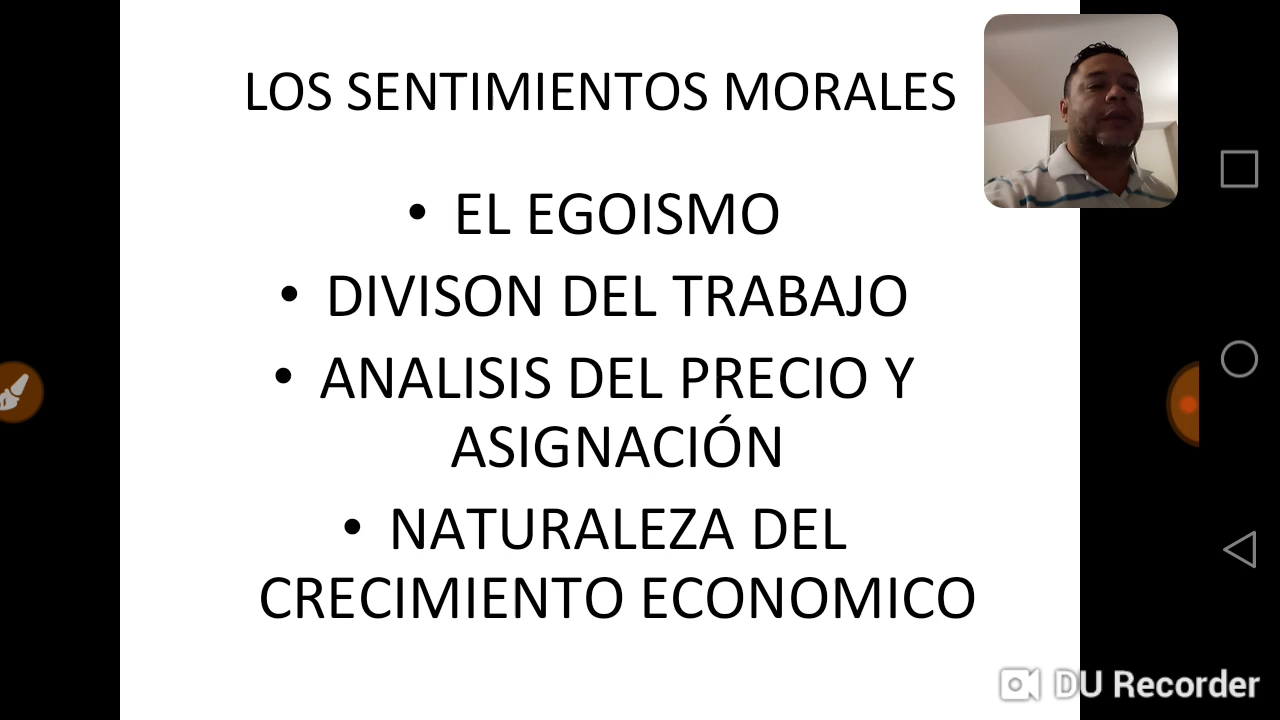 LOS SENTIMIENTOS MORALES
• EL EGOISMO
• DIVISON DEL TRABAJO
• ANALISIS DEL PRECIO Y
ASIGNACIÓN
• NATURALEZA DEL
CRECIMIENTO ECONOMICO
DU Recorder